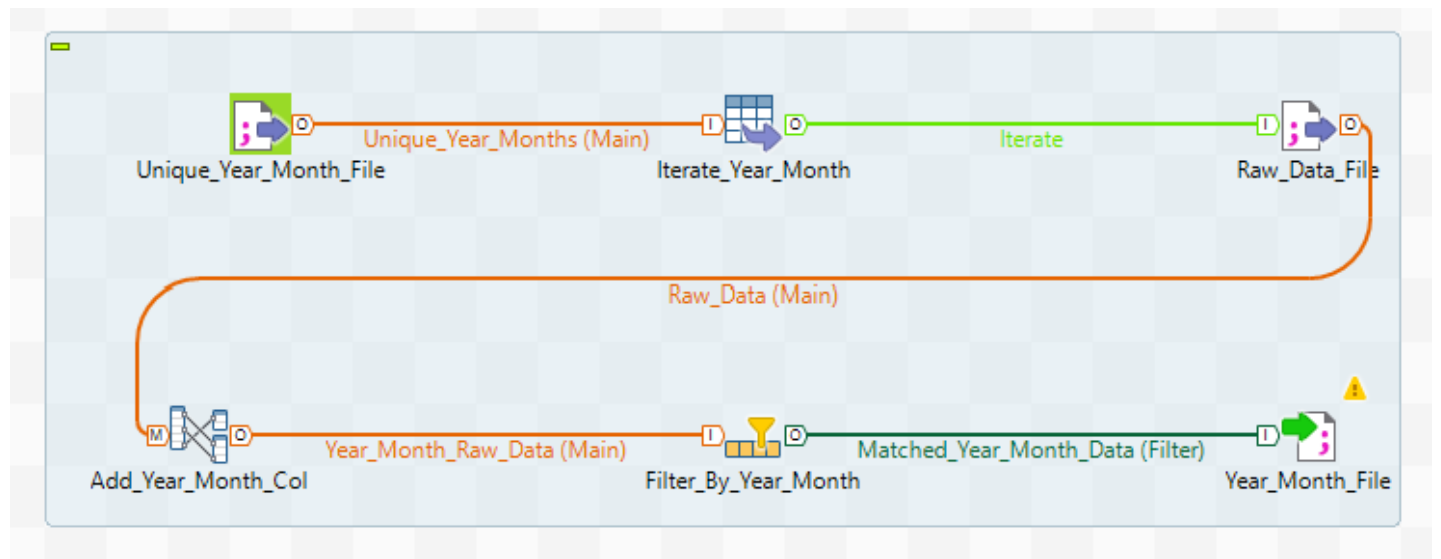 O
Unique_Year_Months (Main)
I
O
Iterate
I
O
Unique_Year_Month_File
Iterate_Year_Month
Raw_Data_File
Raw_Data (Main)
M
O
Year_Month_Raw_Data (Main)
I
O
Matched_Year_Month_Data (Filter)
I
Add_Year_Month_Col
Filter_By_Year_Month
Year_Month_File